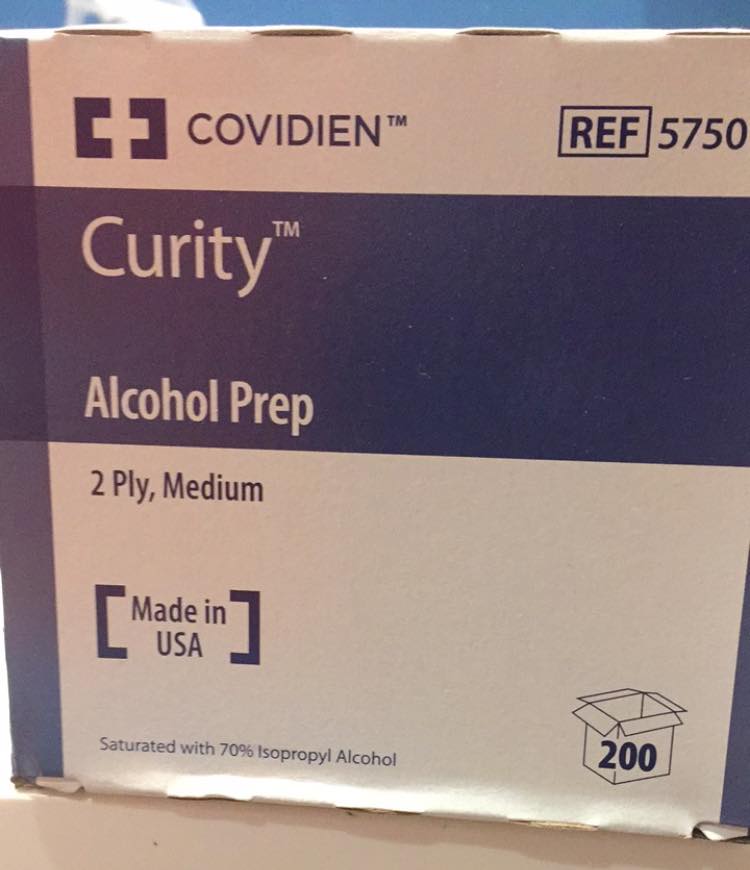 COVIDIEN™
REF 5750
Curity™
Alcohol Prep
2 Ply, Medium
Made in
USA
Saturated with 70% Isopropyl Alcohol
200